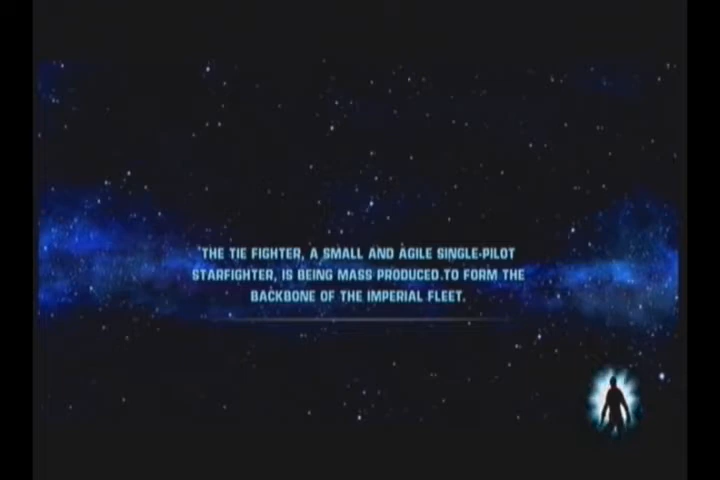 THE TIE FIGHTER, A SMALL AND AGILE SINGLE-PILOT
STARFIGHTER, IS BEING MASS PRODUCED TO FORM THE
BACKBONE OF THE IMPERIAL FLEET.